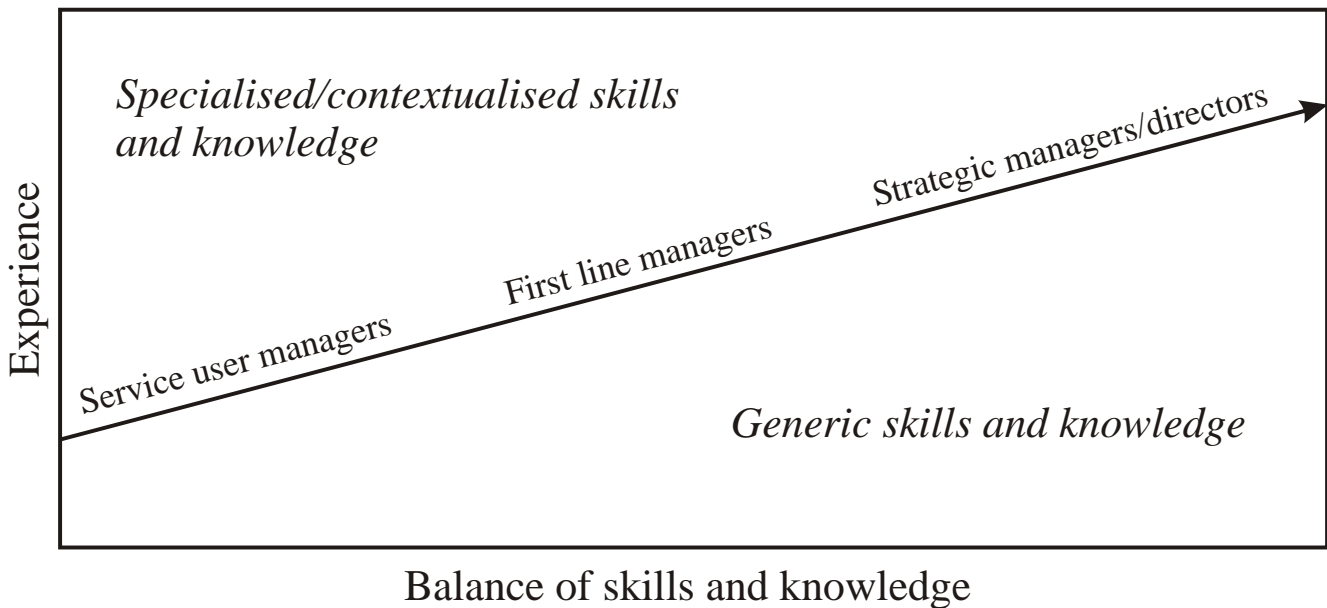 Specialised/contextualised skills
and knowledge
Strategic managers/directors
First line managers
Service user managers
Generic skills and knowledge
Experience
Balance of skills and knowledge